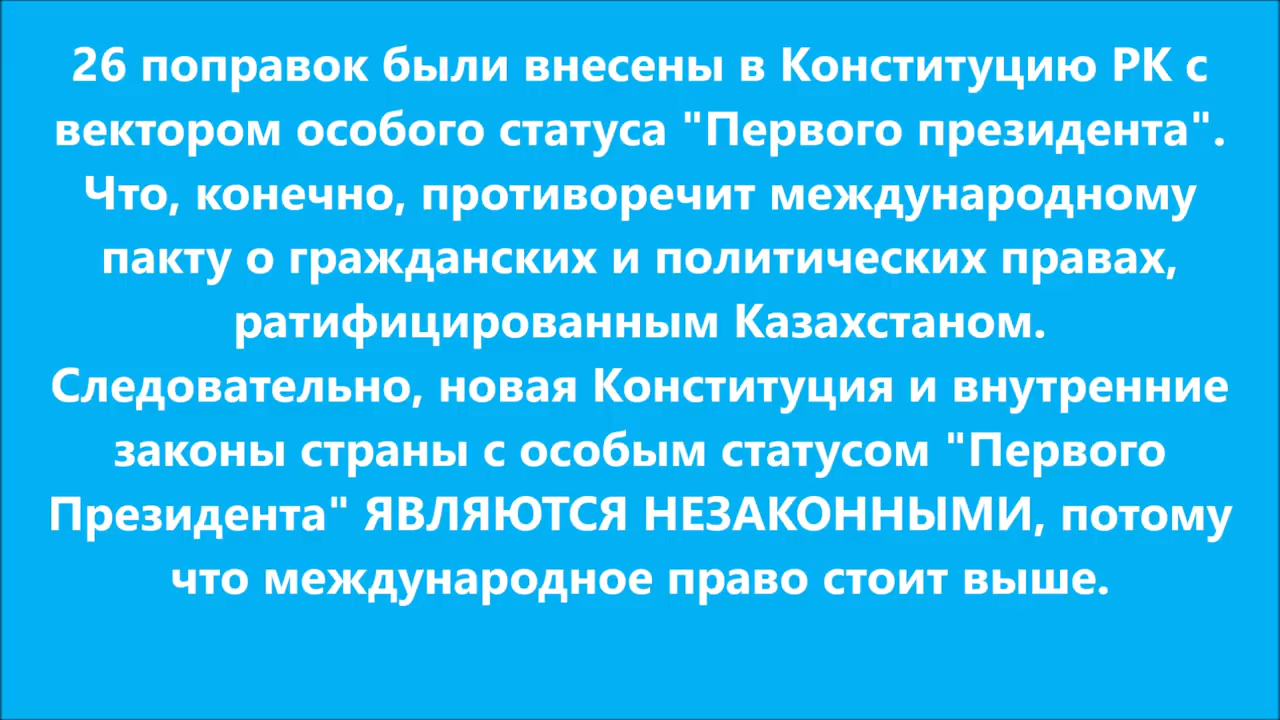 26 поправок были внесены в Конституцию РК с
вектором особого статуса "Первого президента".
Что, конечно, противоречит международному
пакту о гражданских и политических правах,
ратифицированным Казахстаном.
Следовательно, новая Конституция и внутренние
законы страны с особым статусом "Первого
Президента" ЯВЛЯЮТСЯ НЕЗАКОННЫМИ, потому
что международное право стоит выше.